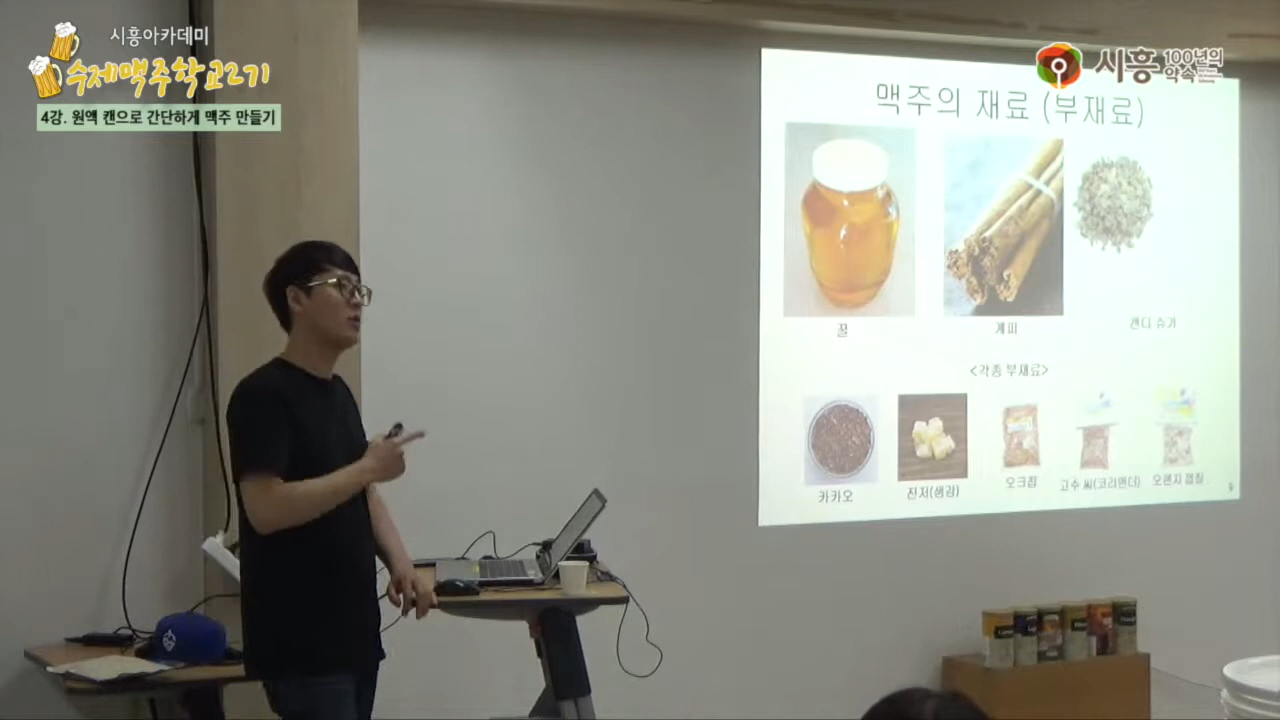 시흥아카데미
수제맥주학교2기
4강. 원액 캔으로 간단하게 맥주 만들기
시흥 100년의 약속
맥주의 재료 (부재료)
꿀
계피
캔디 슈가
<각종 부재료>
카카오
진저(생강)
오크칩
고수 씨(코리엔더)
오렌지 껍질
9